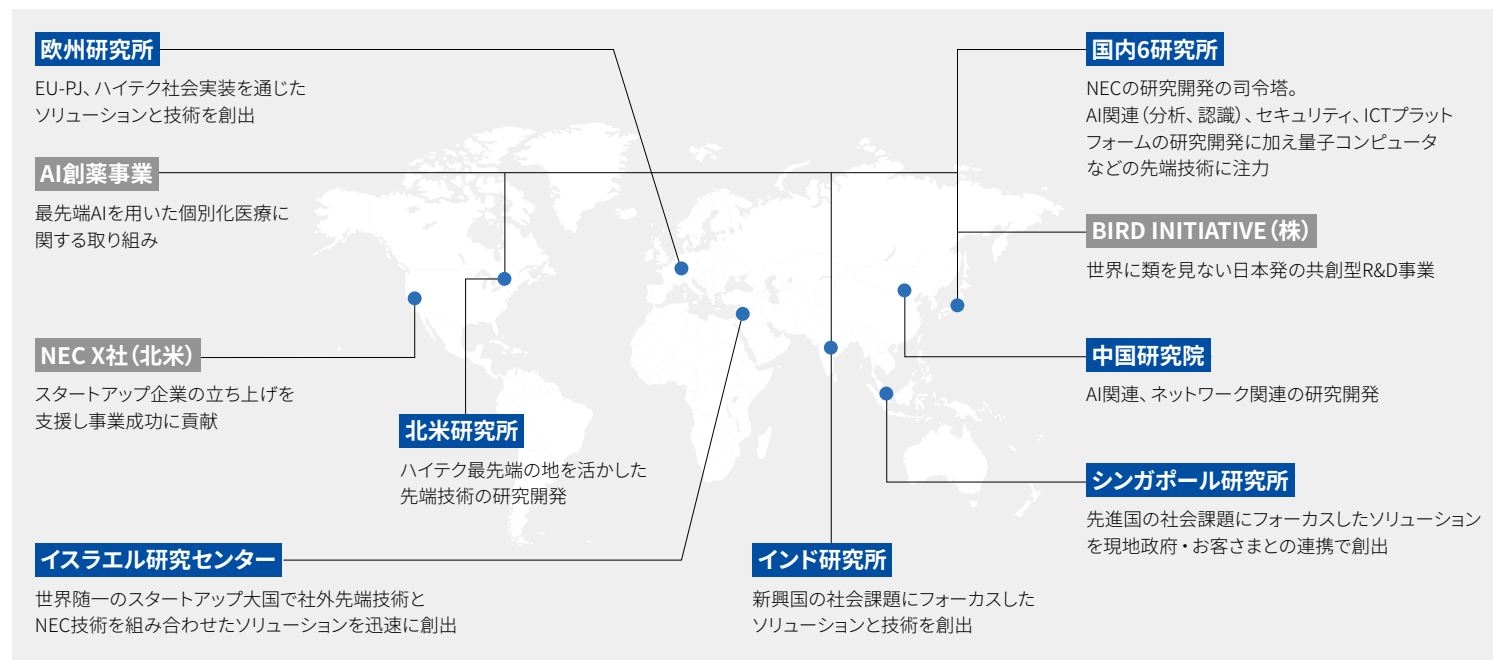 欧州研究所
EU-PJ、ハイテク社会実装を通じた
ソリューションと技術を創出
AI創薬事業
最先端AIを用いた個別化医療に
関する取り組み
NEC X社（北米）
スタートアップ企業の立ち上げを
支援し事業成功に貢献
北米研究所
ハイテク最先端の地を活かした
先端技術の研究開発
イスラエル研究センター
世界随一のスタートアップ大国で社外先端技術と
NEC技術を組み合わせたソリューションを迅速に創出
インド研究所
新興国の社会課題にフォーカスした
ソリューションと技術を創出
国内6研究所
NECの研究開発の司令塔。
AI関連（分析、認識）、セキュリティ、ICTプラット
フォームの研究開発に加え量子コンピュータ
などの先端技術に注力
BIRD INITIATIVE（株）
世界に類を見ない日本発の共創型R&D事業
中国研究院
AI関連、ネットワーク関連の研究開発
シンガポール研究所
先進国の社会課題にフォーカスしたソリューション
を現地政府・お客さまとの連携で創出